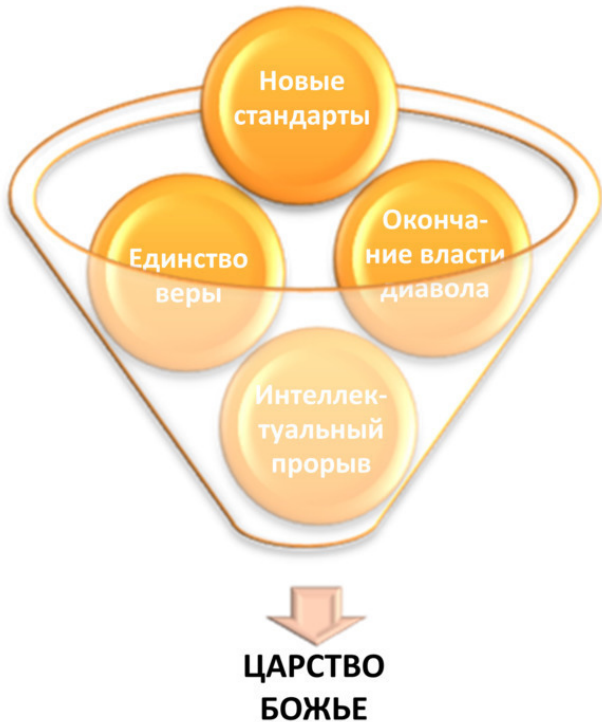 Новые
стандарты
Единство
веры
Оконча-
ние власти
диавола
Интеллек-
туальный
прорыв
ЦАРСТВО
БОЖЬЕ